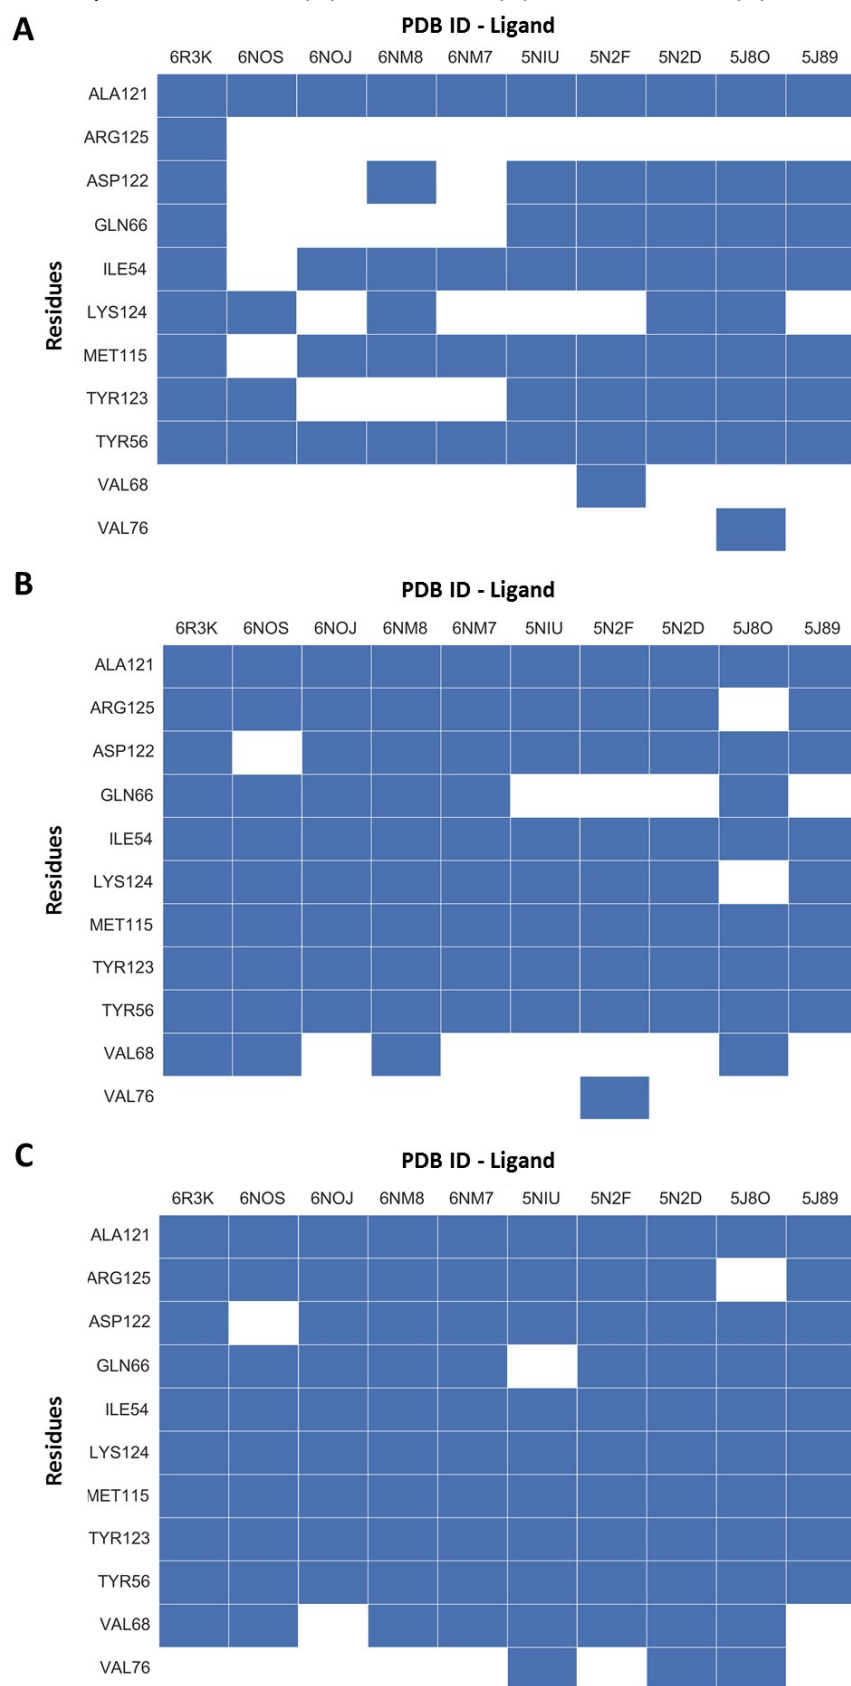 A
PDB ID - Ligand
6R3K 6NOS 6NOJ 6NM8 6NM7 5NIU 5N2F 5N2D 5J8O 5J89
Residues
ALA121
ARG125
ASP122
GLN66
ILE54
LYS124
MET115
TYR123
TYR56
VAL68
VAL76
B
PDB ID - Ligand
6R3K 6NOS 6NOJ 6NM8 6NM7 5NIU 5N2F 5N2D 5J8O 5J89
Residues
ALA121
ARG125
ASP122
GLN66
ILE54
LYS124
MET115
TYR123
TYR56
VAL68
VAL76
C
PDB ID - Ligand
6R3K 6NOS 6NOJ 6NM8 6NM7 5NIU 5N2F 5N2D 5J8O 5J89
Residues
ALA121
ARG125
ASP122
GLN66
ILE54
LYS124
MET115
TYR123
TYR56
VAL68
VAL76